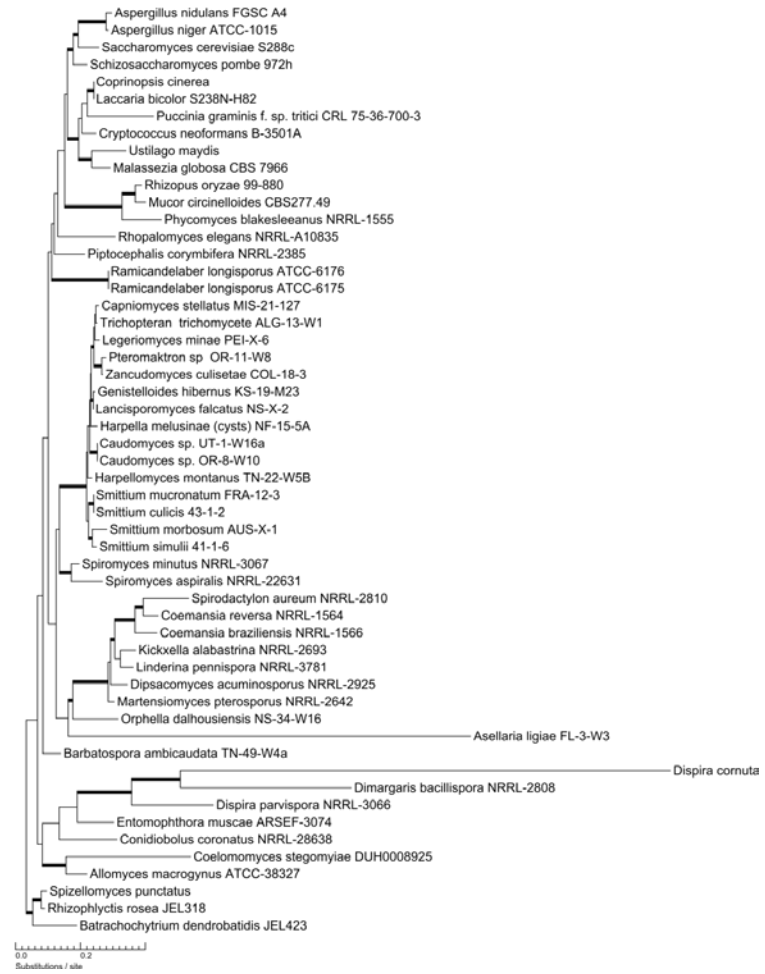 Aspergillus nidulans FGSC A4
Aspergillus niger ATCC-1015
Saccharomyces cerevisiae S288c
Schizosaccharomyces pombe 972h
Coprinopsis cinerea
Laccaria bicolor S238N-H82
Puccinia graminis f. sp. tritici CRL 75-36-700-3
Cryptococcus neoformans B-3501A
Ustilago maydis
Malassezia globosa CBS 7966
Rhizopus oryzae 99-880
Mucor circinelloides CBS277.49
Phycomyces blakesleeanus NRRL-1555
Rhopalomyces elegans NRRL-A10835
Piptocephalis corymbifera NRRL-2385
Ramicandelaber longisporus ATCC-6176
Ramicandelaber longisporus ATCC-6175
Capniomyces stellatus MIS-21-127
Trichopteran trichomycete ALG-13-W1
Legeriomyces minae PEI-X-6
Pteromaktron sp OR-11-W8
Zancudomyces culisetae COL-18-3
Genistelloides hibernus KS-19-M23
Lancisporomyces falcatus NS-X-2
Harpella melusinae (cysts) NF-15-5A
Caudomyces sp. UT-1-W16a
Caudomyces sp. OR-8-W10
Harpellomyces montanus TN-22-W5B
Smittium mucronatum FRA-12-3
Smittium culicis 43-1-2
Smittium morbosum AUS-X-1
Smittium simulii 41-1-6
Spiromyces minutus NRRL-3067
Spiromyces aspiralis NRRL-22631
Spirodactylon aureum NRRL-2810
Coemansia reversa NRRL-1564
Coemansia braziliensis NRRL-1566
Kickxella alabastrina NRRL-2693
Linderina pennispora NRRL-3781
Dipsacomyces acuminosporus NRRL-2925
Martensiomyces pterosporus NRRL-2642
Orphella dalhousiensis NS-34-W16
Asellaria ligiae FL-3-W3
Barbatospora ambicaudata TN-49-W4a
Dispira cornuta
Dimargaris bacillispora NRRL-2808
Dispira parvispora NRRL-3066
Entomophthora muscae ARSEF-3074
Conidiobolus coronatus NRRL-28638
Coelomomyces stegomyiae DUH0008925
Allomyces macrogynus ATCC-38327
Spizellomyces punctatus
Rhizophlyctis rosea JEL318
Batrachochytrium dendrobatidis JEL423
0.0 0.2
Substitutions / site